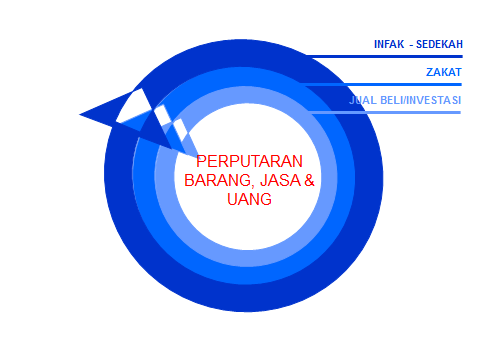 INFAK - SEDEKAH
ZAKAT
JUAL BELI/INVESTASI
PERPUTARAN
BARANG, JASA &
UANG